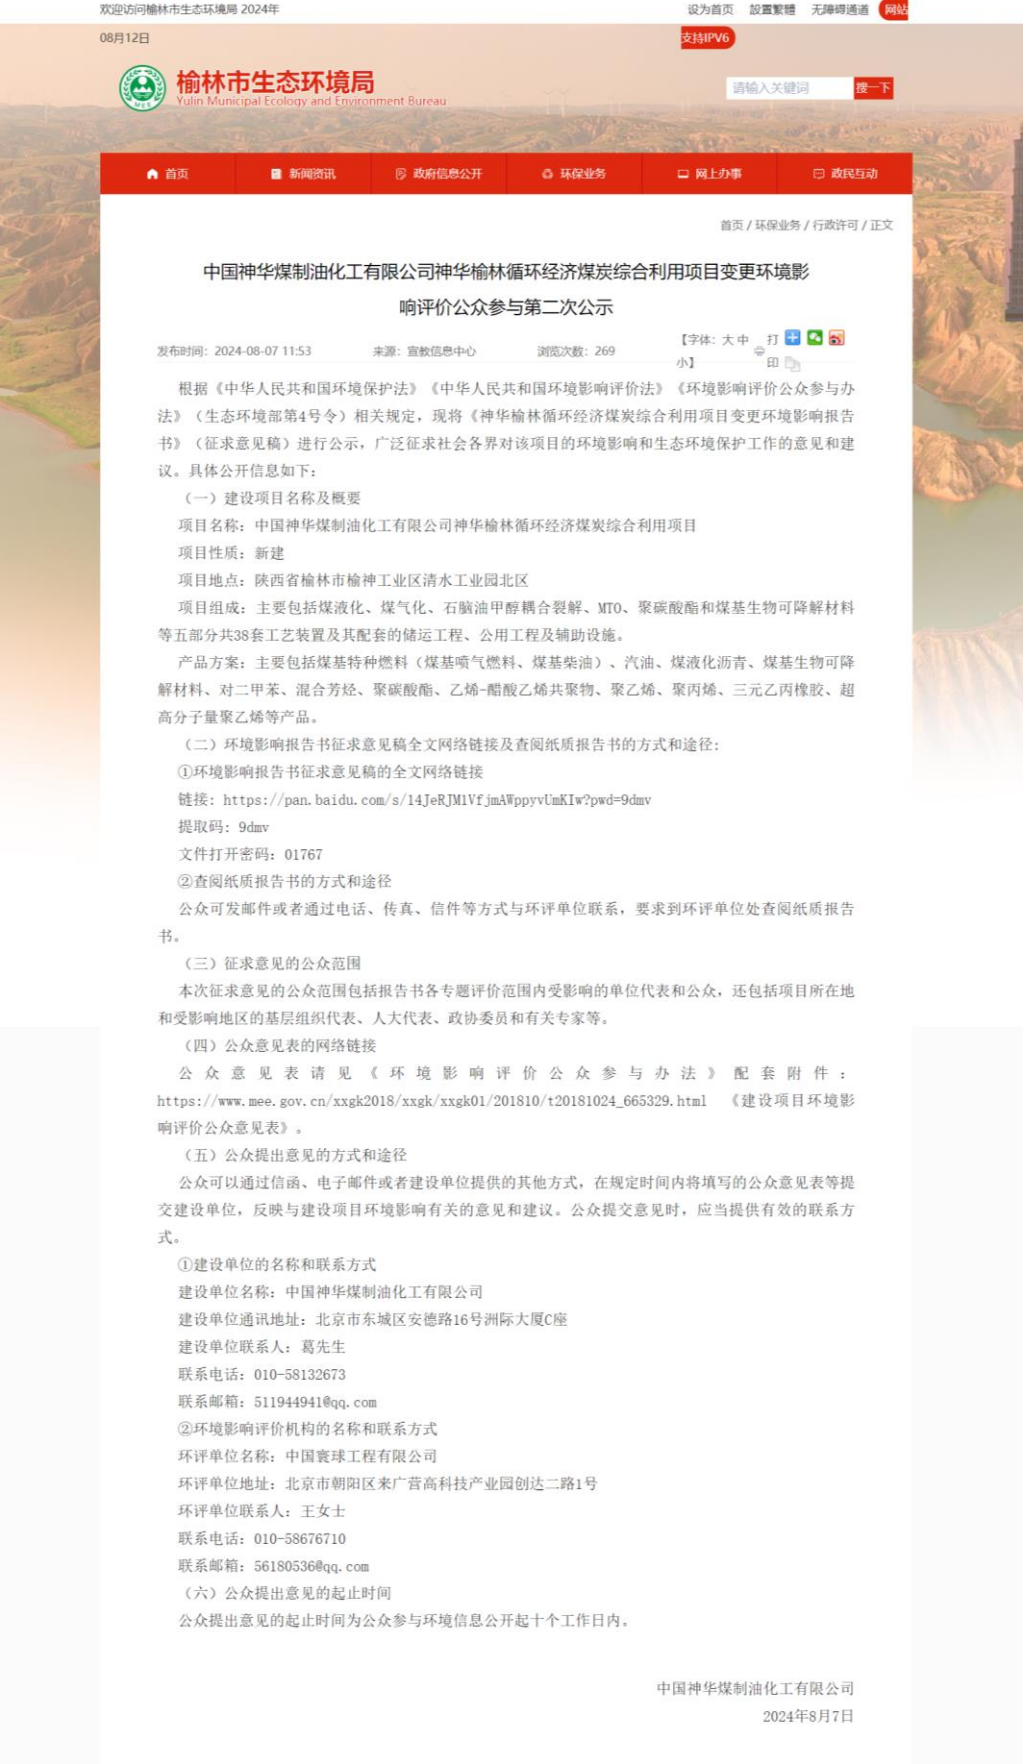 欢迎访问榆林市生态环境局 2024年
08月12日
设为首页 設置繁體 无障碍通道 网站
支持IPV6
榆林市生态环境局
Yulin Municipal Ecology and Environment Bureau
请输入关键词 搜一下
首页 新闻资讯 政府信息公开 环保业务 网上办事 政民互动
首页 / 环保业务 / 行政许可 / 正文
中国神华煤制油化工有限公司神华榆林循环经济煤炭综合利用项目变更环境影
响评价公众参与第二次公示
发布时间：2024-08-07 11:53 来源：宣教信息中心 浏览次数：269 【字体：大 中 打
小】 印
根据《中华人民共和国环境保护法》《中华人民共和国环境影响评价法》《环境影响评价公众参与办
法》（生态环境部第4号令）相关规定，现将《神华榆林循环经济煤炭综合利用项目变更环境影响报告
书》（征求意见稿）进行公示，广泛征求社会各界对该项目的环境影响和生态环境保护工作的意见和建
议。具体公开信息如下：
（一）建设项目名称及概要
项目名称：中国神华煤制油化工有限公司神华榆林循环经济煤炭综合利用项目
项目性质：新建
项目地点：陕西省榆林市榆神工业区清水工业园北区
项目组成：主要包括煤液化、煤气化、石脑油甲醇耦合裂解、MTO、聚碳酸酯和煤基生物可降解材料
等五部分共38套工艺装置及其配套的储运工程、公用工程及辅助设施。
产品方案：主要包括煤基特种燃料（煤基喷气燃料、煤基柴油）、汽油、煤液化沥青、煤基生物可降
解材料、对二甲苯、混合芳烃、聚碳酸酯、乙烯-醋酸乙烯共聚物、聚乙烯、聚丙烯、三元乙丙橡胶、超
高分子量聚乙烯等产品。
（二）环境影响报告书征求意见稿全文网络链接及查阅纸质报告书的方式和途径:
①环境影响报告书征求意见稿的全文网络链接
链接: https://pan.baidu.com/s/14JeRJM1VfjmAWppyvUmKIw?pwd=9dmv
提取码: 9dmv
文件打开密码: 01767
②查阅纸质报告书的方式和途径
公众可发邮件或者通过电话、传真、信件等方式与环评单位联系，要求到环评单位处查阅纸质报告
书。
（三）征求意见的公众范围
本次征求意见的公众范围包括报告书各专题评价范围内受影响的单位代表和公众，还包括项目所在地
和受影响地区的基层组织代表、人大代表、政协委员和有关专家等。
（四）公众意见表的网络链接
公众意见表请见《环境影响评价公众参与办法》配套附件：
https://www.mee.gov.cn/xxgk2018/xxgk/xxgk01/201810/t20181024_665329.html 《建设项目环境影
响评价公众意见表》。
（五）公众提出意见的方式和途径
公众可以通过信函、电子邮件或者建设单位提供的其他方式，在规定时间内将填写的公众意见表等提
交建设单位，反映与建设项目环境影响有关的意见和建议。公众提交意见时，应当提供有效的联系方
式。
①建设单位的名称和联系方式
建设单位名称：中国神华煤制油化工有限公司
建设单位通讯地址：北京市东城区安德路16号洲际大厦C座
建设单位联系人：葛先生
联系电话：010-58132673
联系邮箱：511944941@qq.com
②环境影响评价机构的名称和联系方式
环评单位名称：中国寰球工程有限公司
环评单位地址：北京市朝阳区来广营高科技产业园创达二路1号
环评单位联系人：王女士
联系电话：010-58676710
联系邮箱：56180536@qq.com
（六）公众提出意见的起止时间
公众提出意见的起止时间为公众参与环境信息公开起十个工作日内。
中国神华煤制油化工有限公司
2024年8月7日